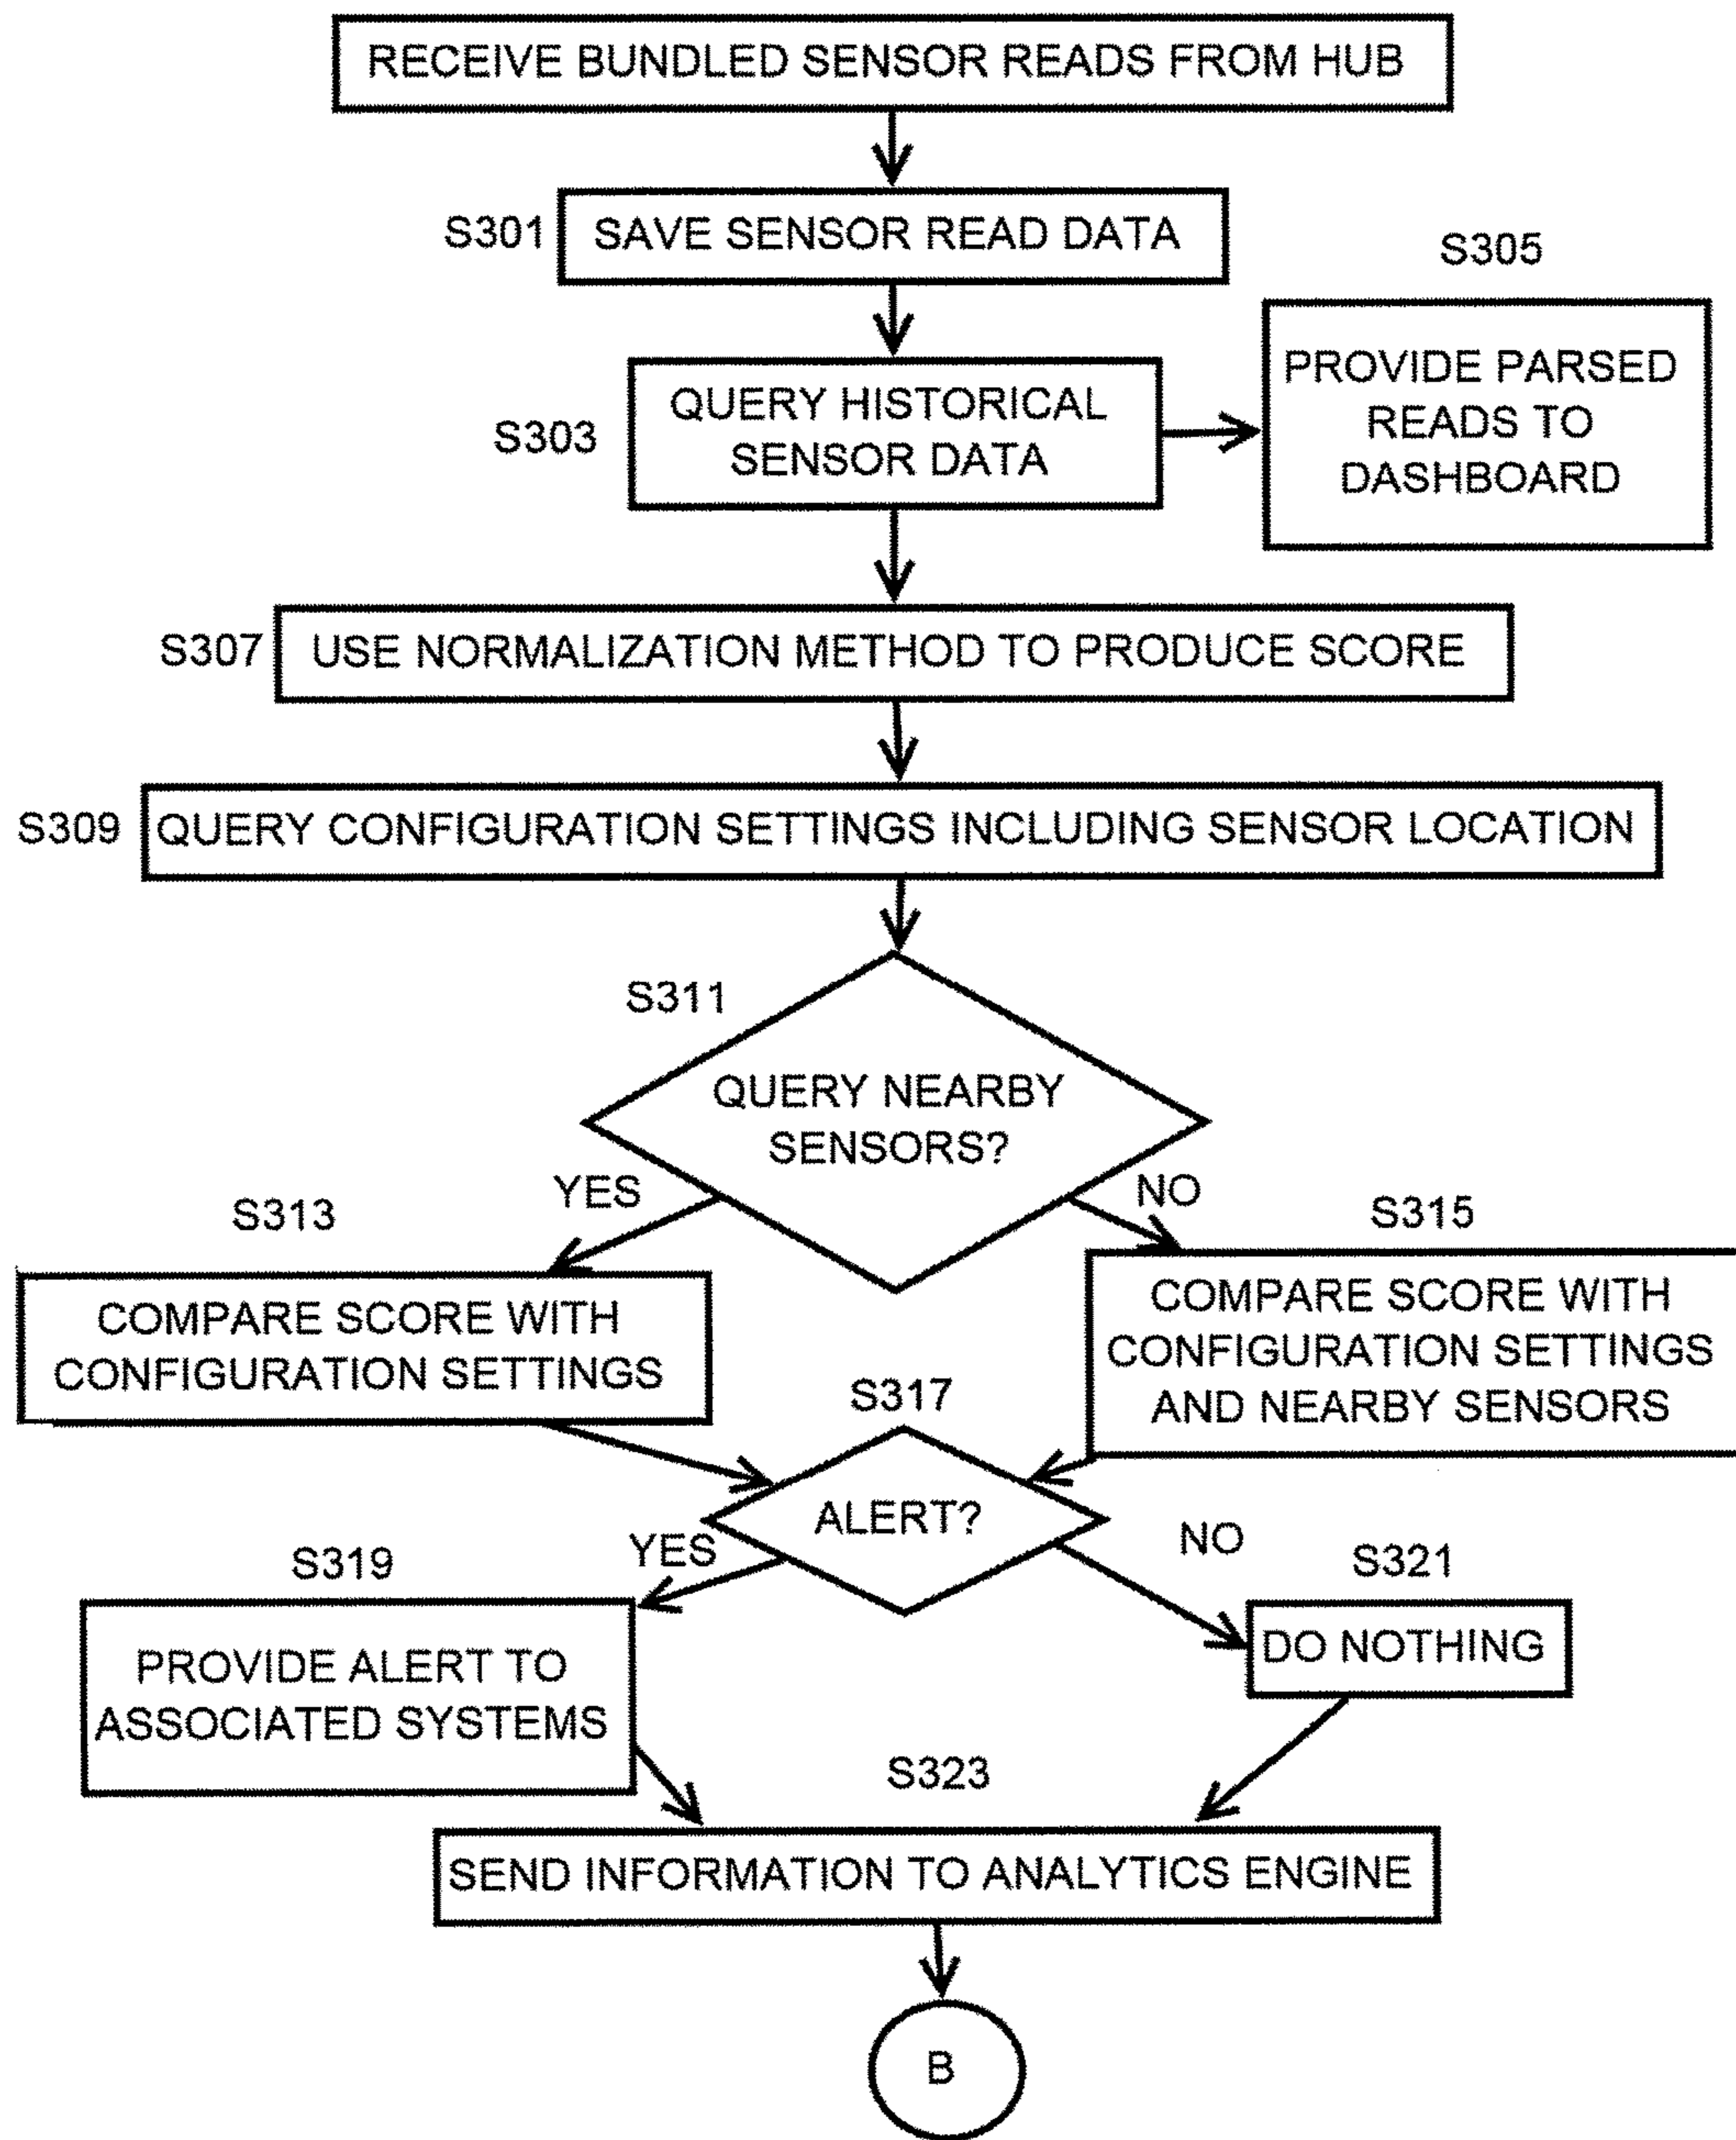 RECEIVE BUNDLED SENSOR READS FROM HUB
S301
SAVE SENSOR READ DATA
S305
PROVIDE PARSED
READS TO
DASHBOARD
S303
QUERY HISTORICAL
SENSOR DATA
S307
USE NORMALIZATION METHOD TO PRODUCE SCORE
S309
QUERY CONFIGURATION SETTINGS INCLUDING SENSOR LOCATION
S311
QUERY NEARBY
SENSORS?
YES
NO
S313
COMPARE SCORE WITH
CONFIGURATION SETTINGS
S315
COMPARE SCORE WITH
CONFIGURATION SETTINGS
AND NEARBY SENSORS
S317
ALERT?
YES
NO
S319
PROVIDE ALERT TO
ASSOCIATED SYSTEMS
S321
DO NOTHING
S323
SEND INFORMATION TO ANALYTICS ENGINE
B